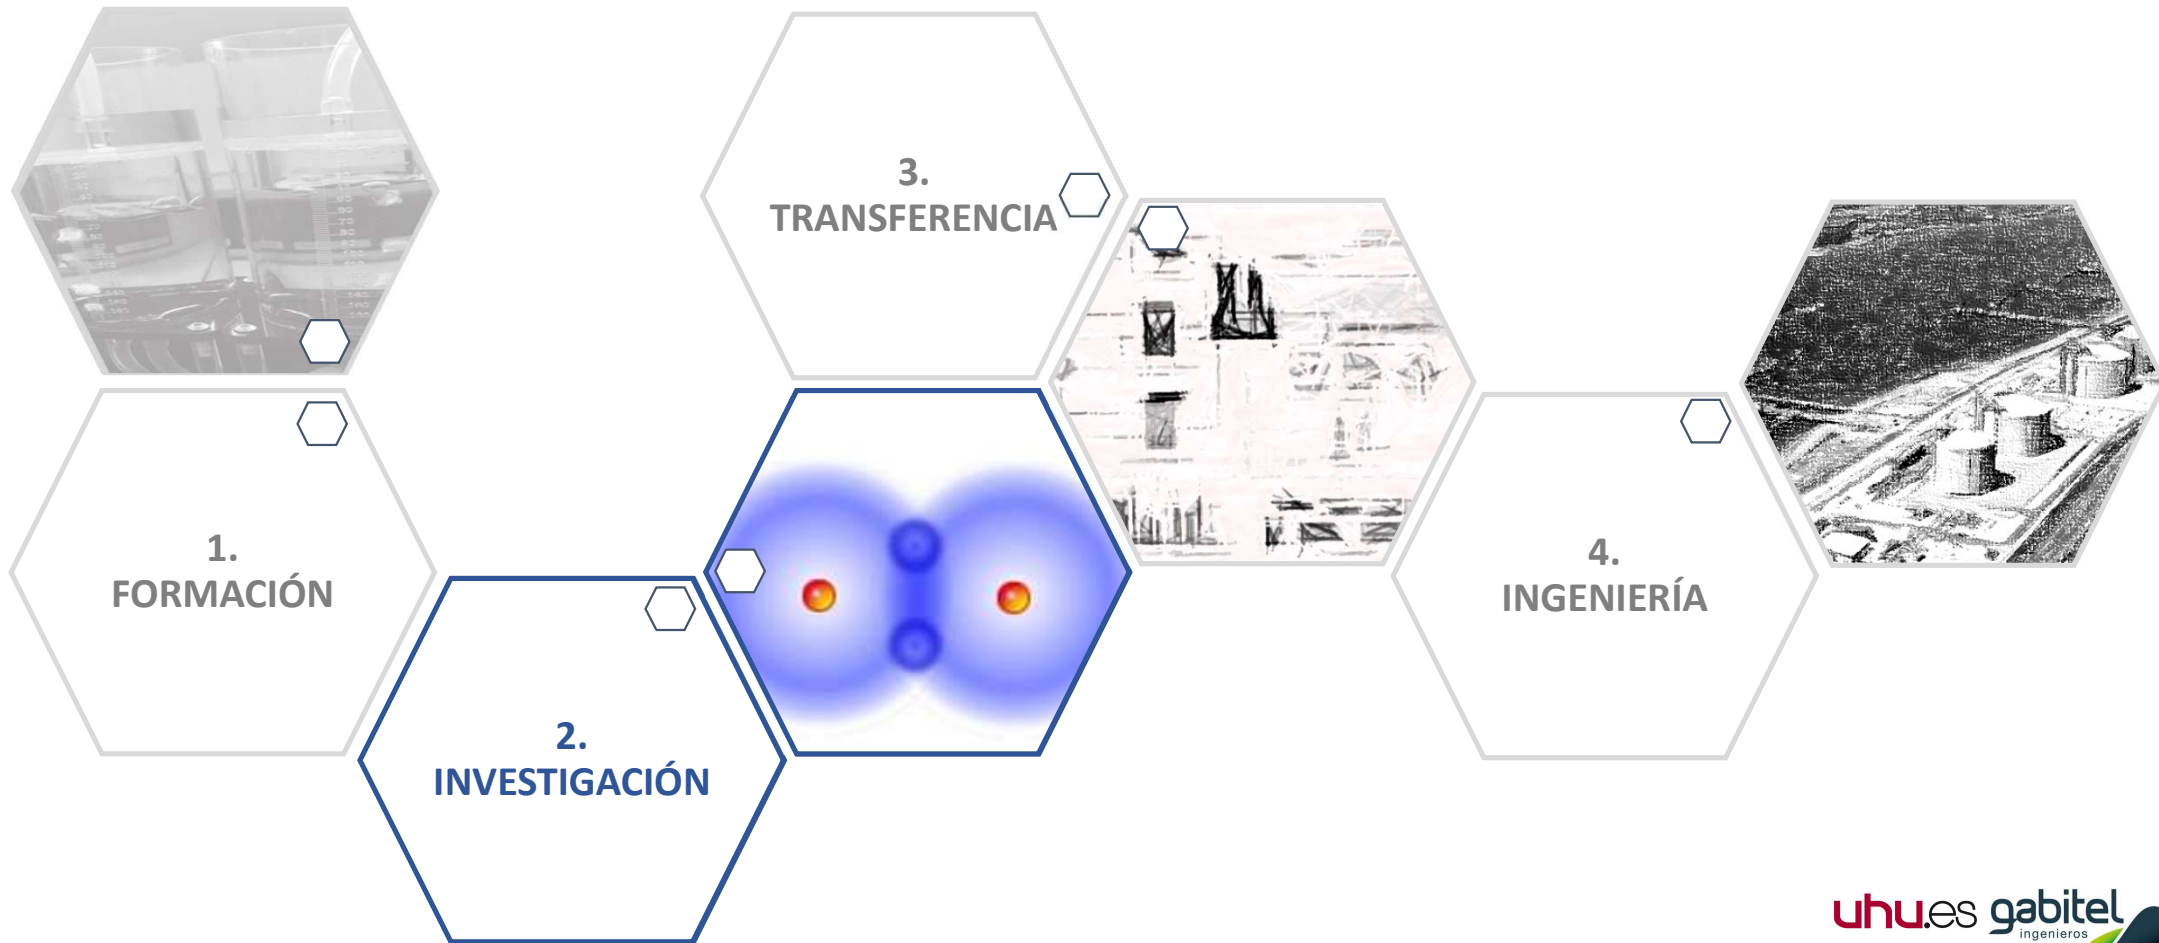 1.
FORMACIÓN
2.
INVESTIGACIÓN
3.
TRANSFERENCIA
4.
INGENIERÍA
uhu.es gabitel
ingenieros